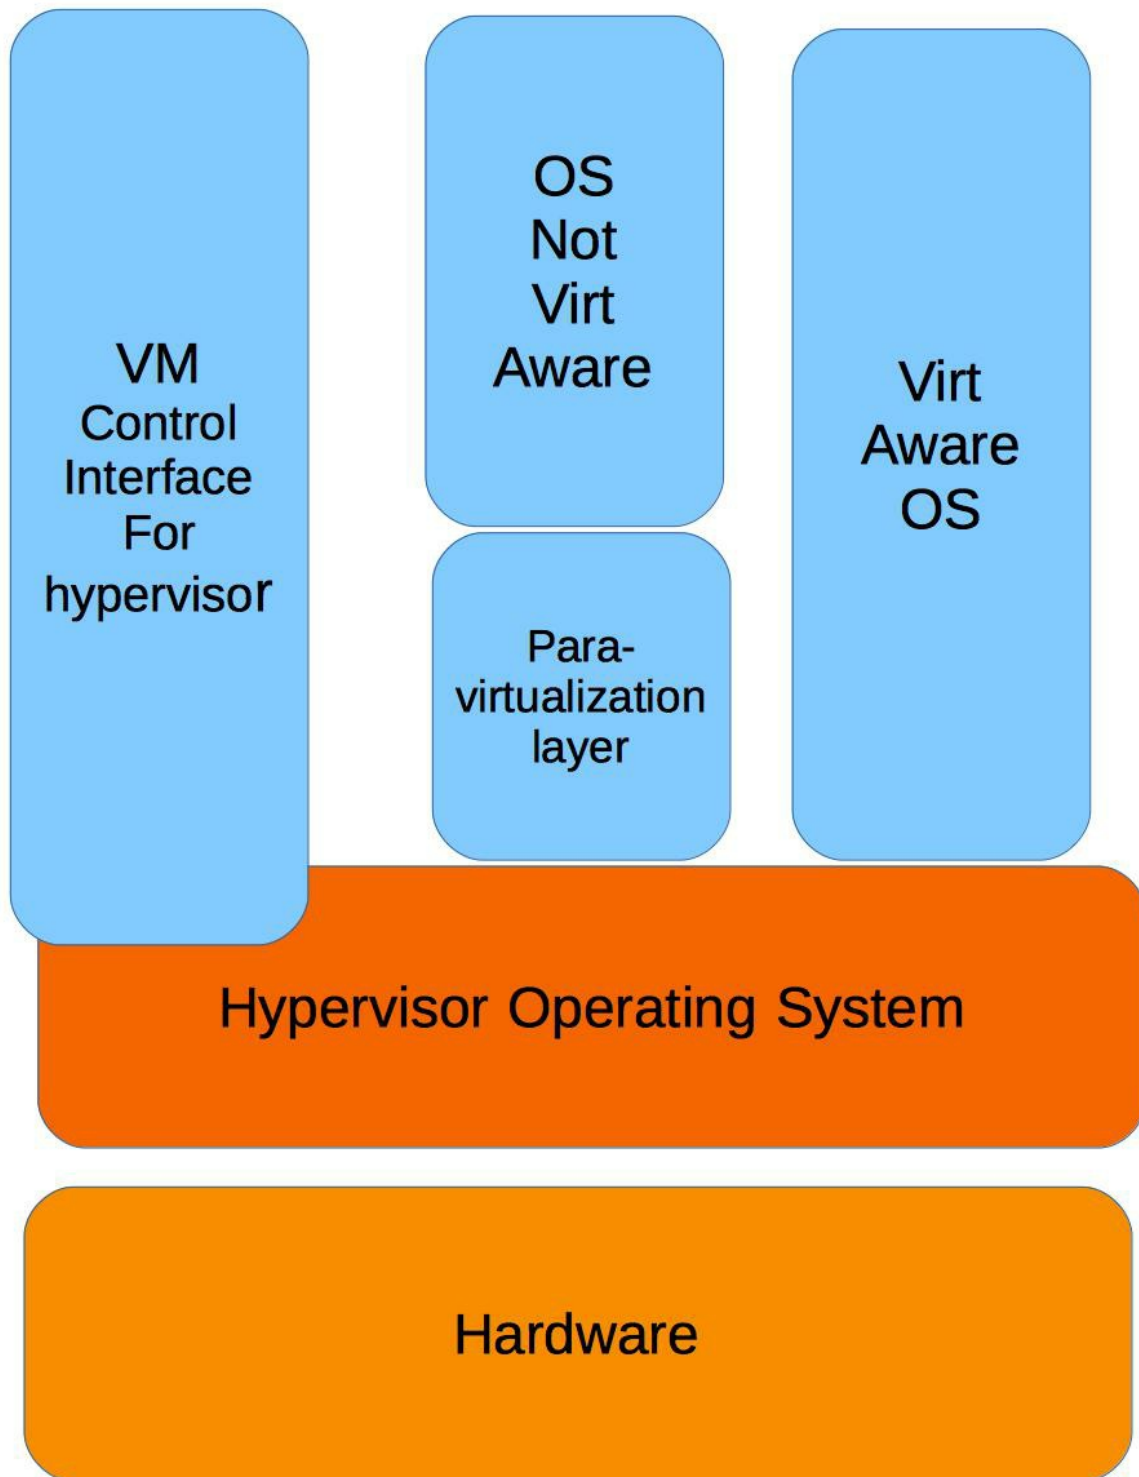 VM
Control
Interface
For
hypervisor
OS
Not
Virt
Aware
Para-
virtualization
layer
Virt
Aware
OS
Hypervisor Operating System
Hardware